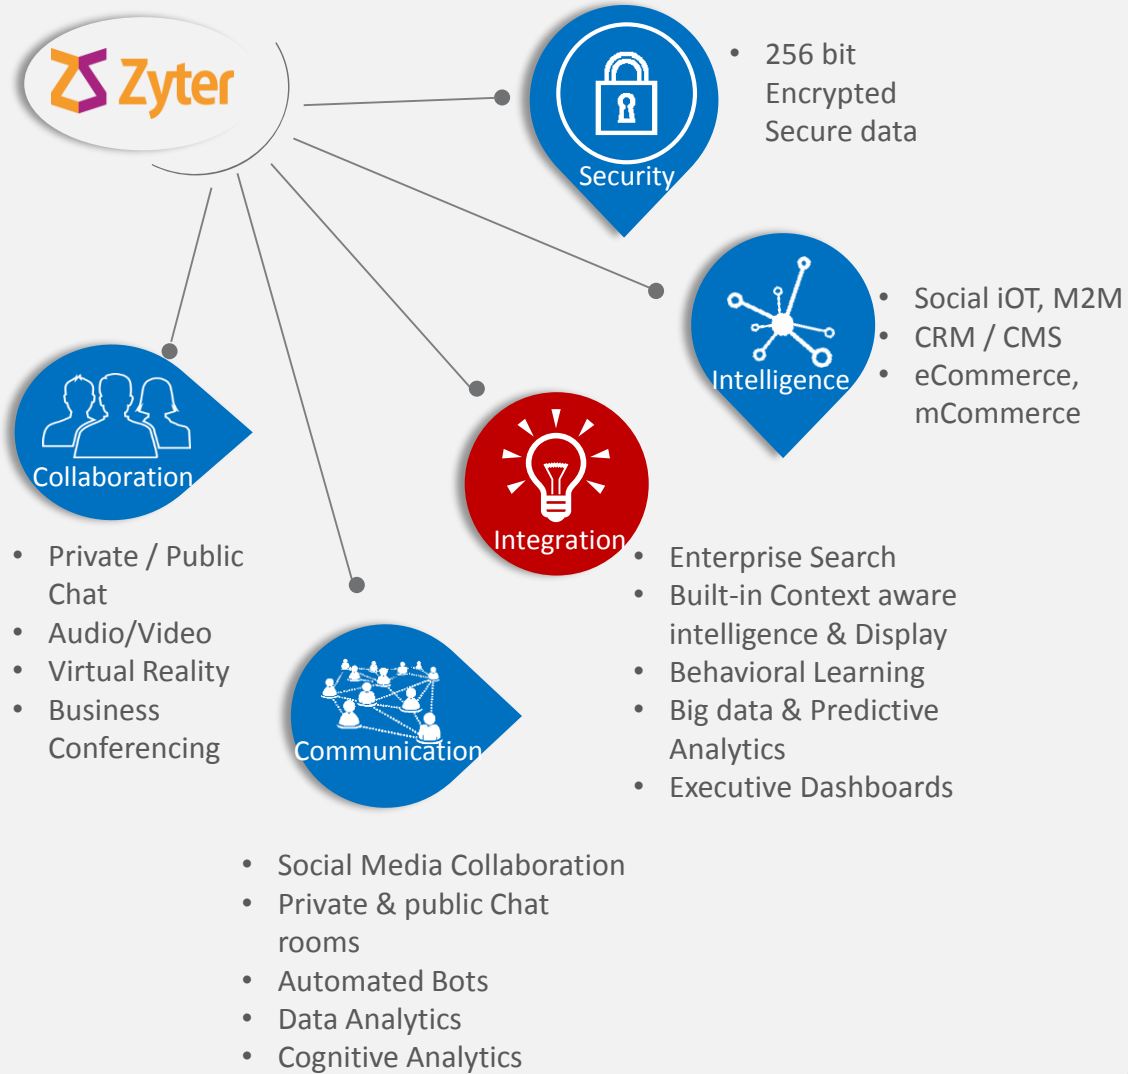 Zyter
Security
• 256 bit
Encrypted
Secure data
Intelligence
• Social iOT, M2M
• CRM / CMS
• eCommerce,
mCommerce
Collaboration
• Private / Public
Chat
• Audio/Video
• Virtual Reality
• Business
Conferencing
Integration
• Enterprise Search
• Built-in Context aware
intelligence & Display
• Behavioral Learning
• Big data & Predictive
Analytics
• Executive Dashboards
Communication
• Social Media Collaboration
• Private & public Chat
rooms
• Automated Bots
• Data Analytics
• Cognitive Analytics